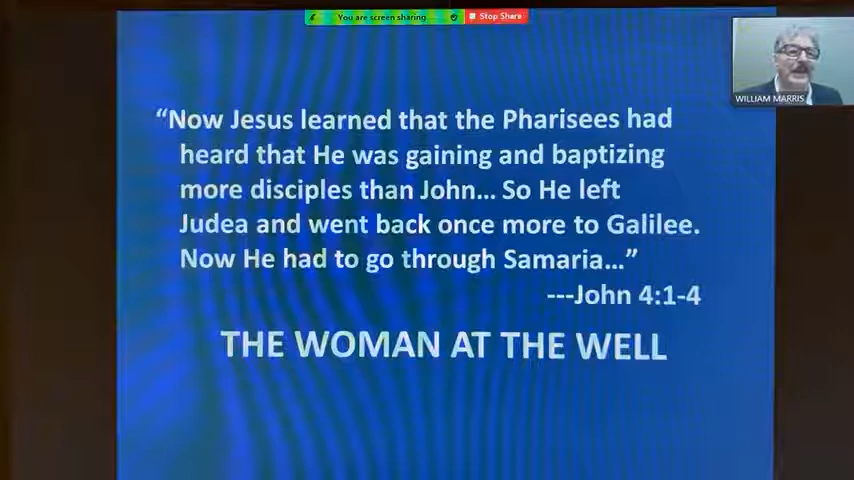 You are screen sharing
Stop Share
WILLIAM MARRIS
“Now Jesus learned that the Pharisees had
heard that He was gaining and baptizing
more disciples than John... So He left
Judea and went back once more to Galilee.
Now He had to go through Samaria...”
---John 4:1-4
THE WOMAN AT THE WELL